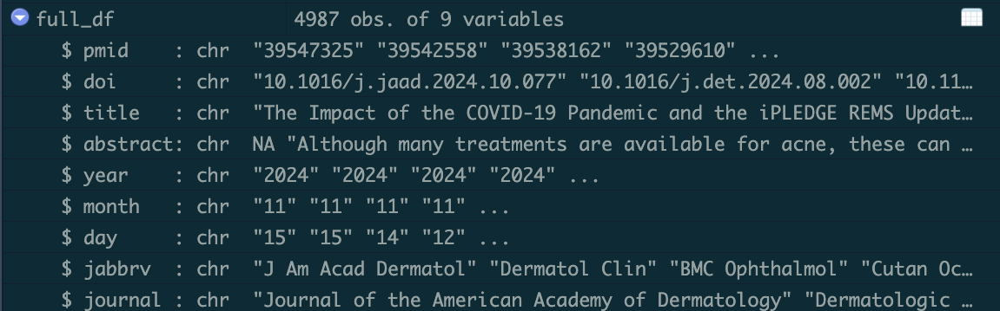 full_df 4987 obs. of 9 variables
$ pmid : chr "39547325" "39542558" "39538162" "39529610" ...
$ doi : chr "10.1016/j.jaad.2024.10.077" "10.1016/j.det.2024.08.002" "10.11…
$ title : chr "The Impact of the COVID-19 Pandemic and the iPLEDGE REMS Updat…
$ abstract: chr NA "Although many treatments are available for acne, these can …
$ year : chr "2024" "2024" "2024" "2024" ...
$ month : chr "11" "11" "11" "11" ...
$ day : chr "15" "15" "14" "12" ...
$ jabbrv : chr "J Am Acad Dermatol" "Dermatol Clin" "BMC Ophthalmol" "Cutan Oc…
$ journal : chr "Journal of the American Academy of Dermatology" "Dermatologic …